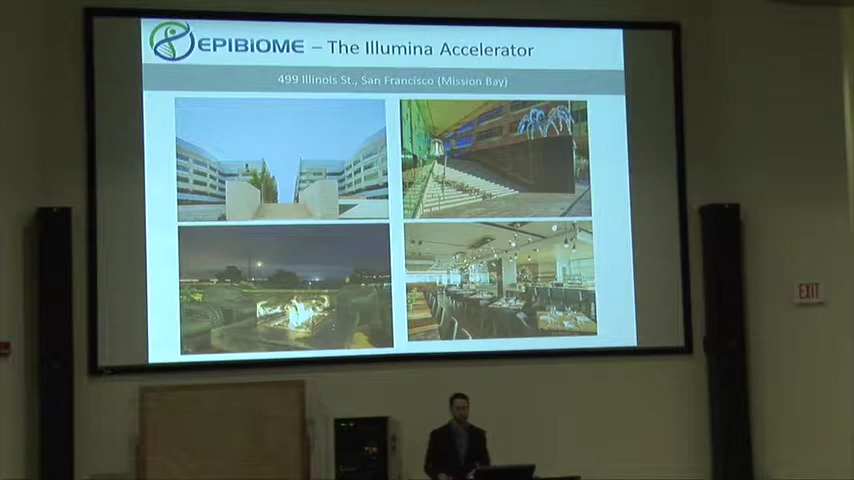 EPIBIOME – The Illumina Accelerator
499 Illinois St., San Francisco (Mission Bay)
EXIT